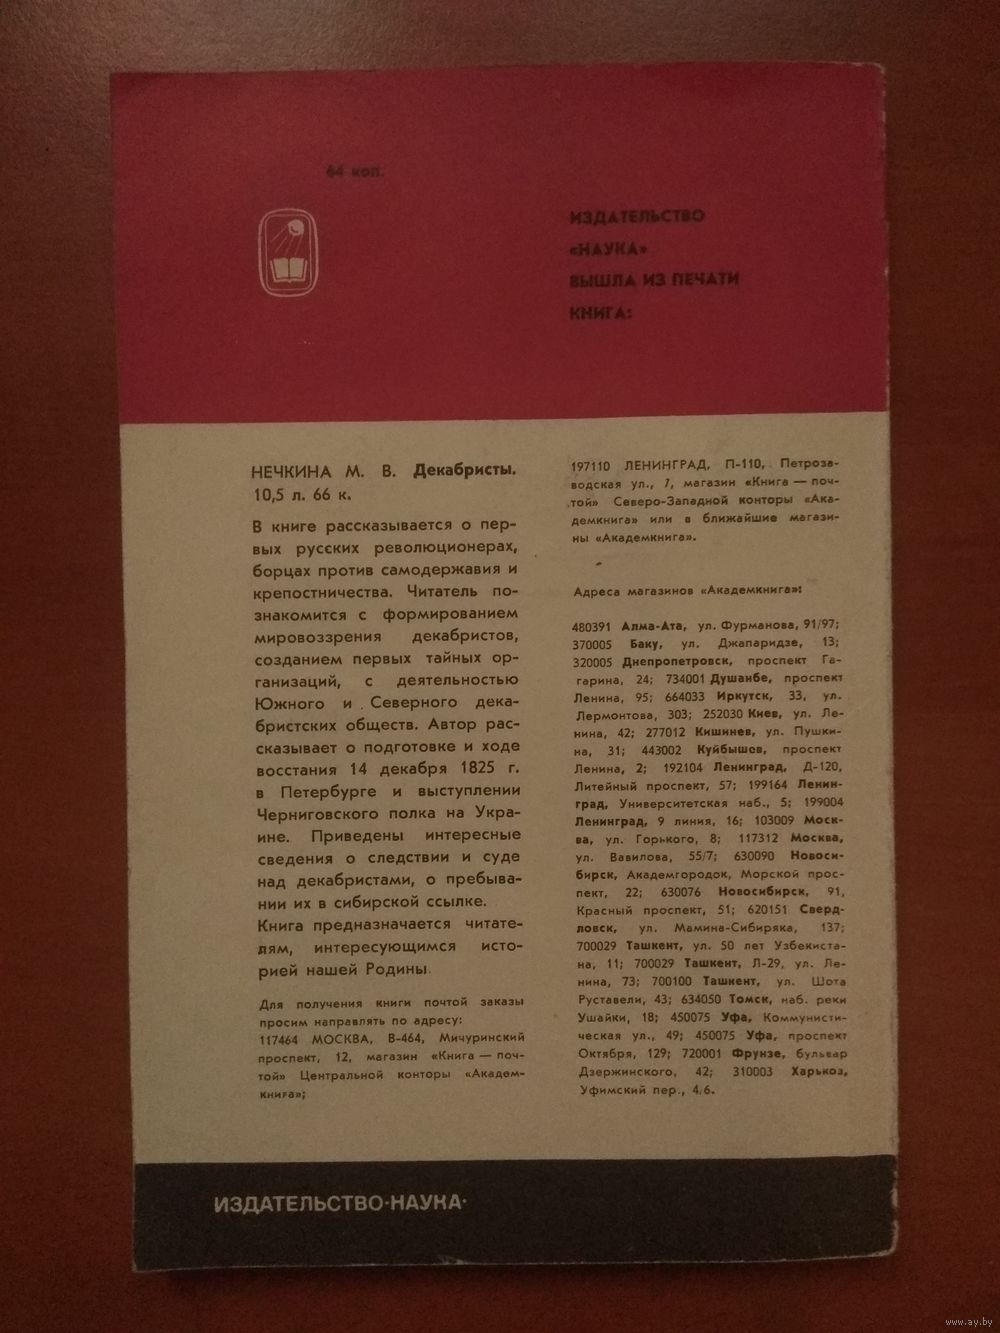 64 коп.
ИЗДАТЕЛЬСТВО
«НАУКА»
ВЫШЛА ИЗ ПЕЧАТИ
КНИГА:
НЕЧКИНА М. В. Декабристы.
10,5 л. 66 к.
В книге рассказывается о пер-
вых русских революционерах,
борцах против самодержавия и
крепостничества. Читатель по-
знакомится с формированием
мировоззрения декабристов,
созданием первых тайных ор-
ганизаций, с деятельностью
Южного и Северного дека-
бристских обществ. Автор рас-
сказывает о подготовке и ходе
восстания 14 декабря 1825 г.
в Петербурге и выступлении
Черниговского полка на Укра-
ине. Приведены интересные
сведения о следствии и суде
над декабристами, о пребыва-
нии их в сибирской ссылке.
Книга предназначается читате-
лям, интересующимся исто-
рией нашей Родины.
Для получения книги почтой заказы
просим направлять по адресу:
117464 МОСКВА, В-464, Мичуринский
проспект, 12, магазин «Книга — поч-
той» Центральной конторы «Академ-
книга»;
197110 ЛЕНИНГРАД, П-110, Петроза-
водская ул., 7, магазин «Книга — поч-
той» Северо-Западной конторы «Ака-
демкнига» или в ближайшие магази-
ны «Академкнига».
Адреса магазинов «Академкнига»:
480391 Алма-Ата, ул. Фурманова, 91/97;
370005 Баку, ул. Джапаридзе, 13;
320005 Днепропетровск, проспект Га-
гарина, 24; 734001 Душанбе, проспект
Ленина, 95; 664033 Иркутск, 33, ул.
Лермонтова, 303; 252030 Киев, ул. Ле-
нина, 42; 277012 Кишинев, ул. Пушки-
на, 31; 443002 Куйбышев, проспект
Ленина, 2; 192104 Ленинград, Д-120,
Литейный проспект, 57; 199164 Ленин-
град, Университетская наб., 5; 199004
Ленинград, 9 линия, 16; 103009 Моск-
ва, ул. Горького, 8; 117312 Москва,
ул. Вавилова, 55/7; 630090 Новоси-
бирск, Академгородок, Морской прос-
пект, 22; 630076 Новосибирск, 91,
Красный проспект, 51; 620151 Сверд-
ловск, ул. Мамина-Сибиряка, 137;
700029 Ташкент, ул. 50 лет Узбекиста-
на, 11; 700029 Ташкент, Л-29, ул. Ле-
нина, 73; 700100 Ташкент, ул. Шота
Руставели, 43; 634050 Томск, наб. реки
Ушайки, 18; 450075 Уфа, Коммунисти-
ческая ул., 49; 450075 Уфа, проспект
Октября, 129; 720001 Фрунзе, бульвар
Дзержинского, 42; 310003 Харьков,
Уфимский пер., 4/6.
ИЗДАТЕЛЬСТВО·НАУКА·
www.ay.by